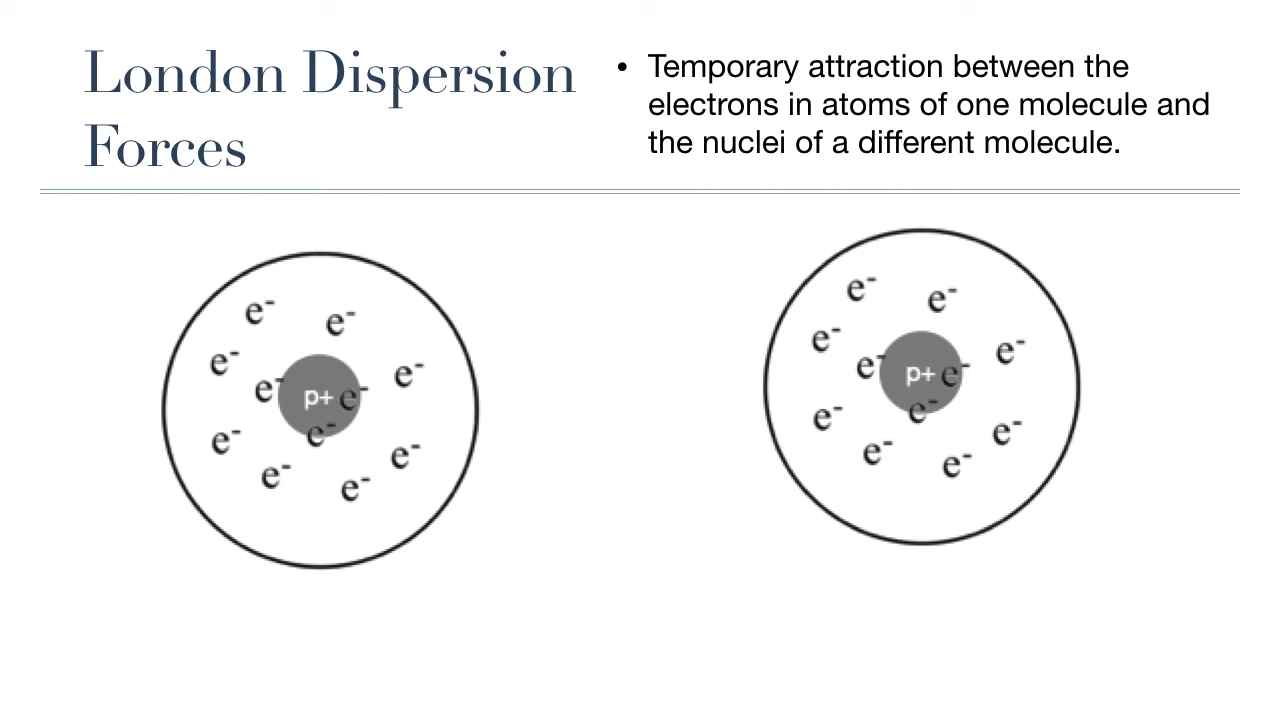 London Dispersion
Forces
• Temporary attraction between the
electrons in atoms of one molecule and
the nuclei of a different molecule.
e-
e-
e-
e-
e-
p+
e-
e-
e-
e-
e-
e-
e-
e-
e-
e-
e-
p+
e-
e-
e-
e-
e-
e-